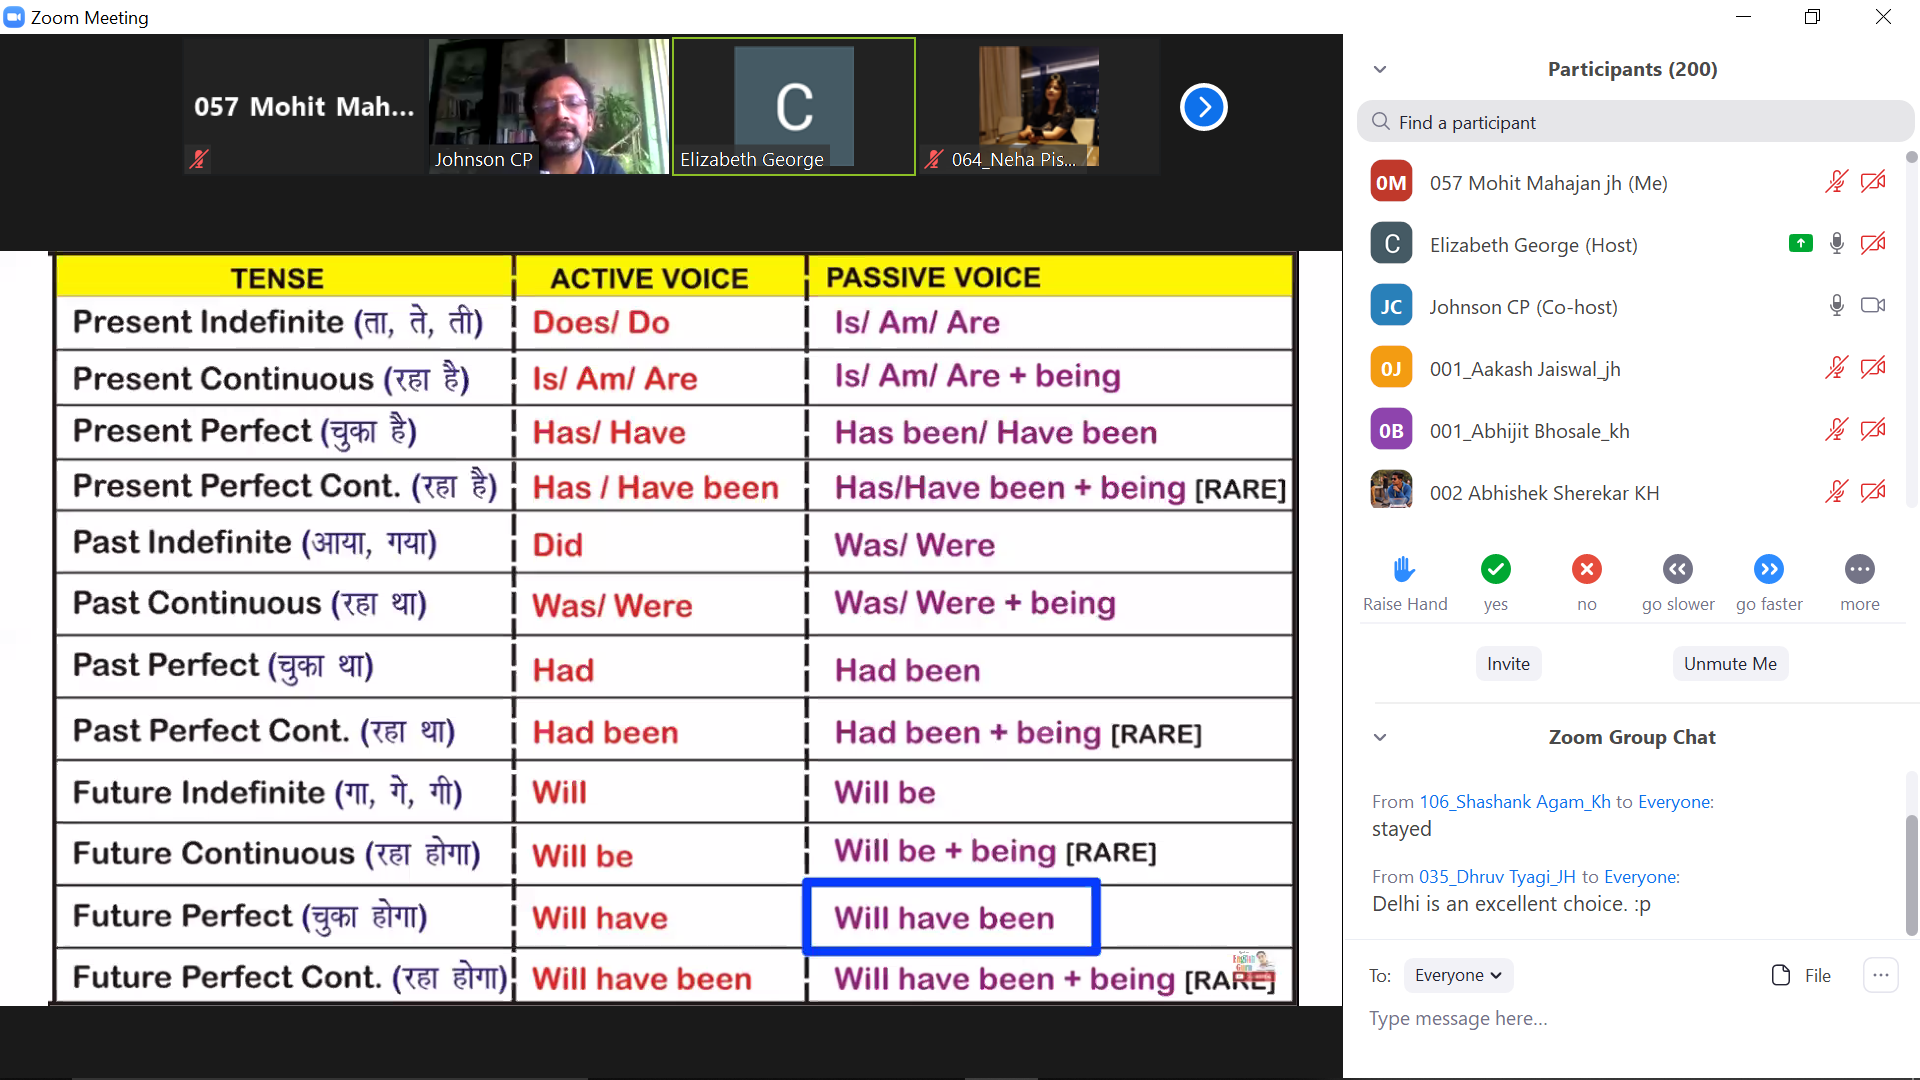 Zoom Meeting
057 Mohit Mah...
Johnson CP
C
Elizabeth George
064_Neha Pis...
TENSE ACTIVE VOICE PASSIVE VOICE
Present Indefinite (ता, ते, ती) Does/ Do Is/ Am/ Are
Present Continuous (रहा है) Is/ Am/ Are Is/ Am/ Are + being
Present Perfect (चुका है) Has/ Have Has been/ Have been
Present Perfect Cont. (रहा है) Has / Have been Has/Have been + being [RARE]
Past Indefinite (आया, गया) Did Was/ Were
Past Continuous (रहा था) Was/ Were Was/ Were + being
Past Perfect (चुका था) Had Had been
Past Perfect Cont. (रहा था) Had been Had been + being [RARE]
Future Indefinite (गा, गे, गी) Will Will be
Future Continuous (रहा होगा) Will be Will be + being [RARE]
Future Perfect (चुका होगा) Will have Will have been
Future Perfect Cont. (रहा होगा) Will have been Will have been + being [RARE]
Participants (200)
Find a participant
0M 057 Mohit Mahajan jh (Me)
C Elizabeth George (Host)
JC Johnson CP (Co-host)
0J 001_Aakash Jaiswal_jh
0B 001_Abhijit Bhosale_kh
002 Abhishek Sherekar KH
Raise Hand yes no go slower go faster more
Invite Unmute Me
Zoom Group Chat
From 106_Shashank Agam_Kh to Everyone:
stayed
From 035_Dhruv Tyagi_JH to Everyone:
Delhi is an excellent choice. :p
To: Everyone File
Type message here...